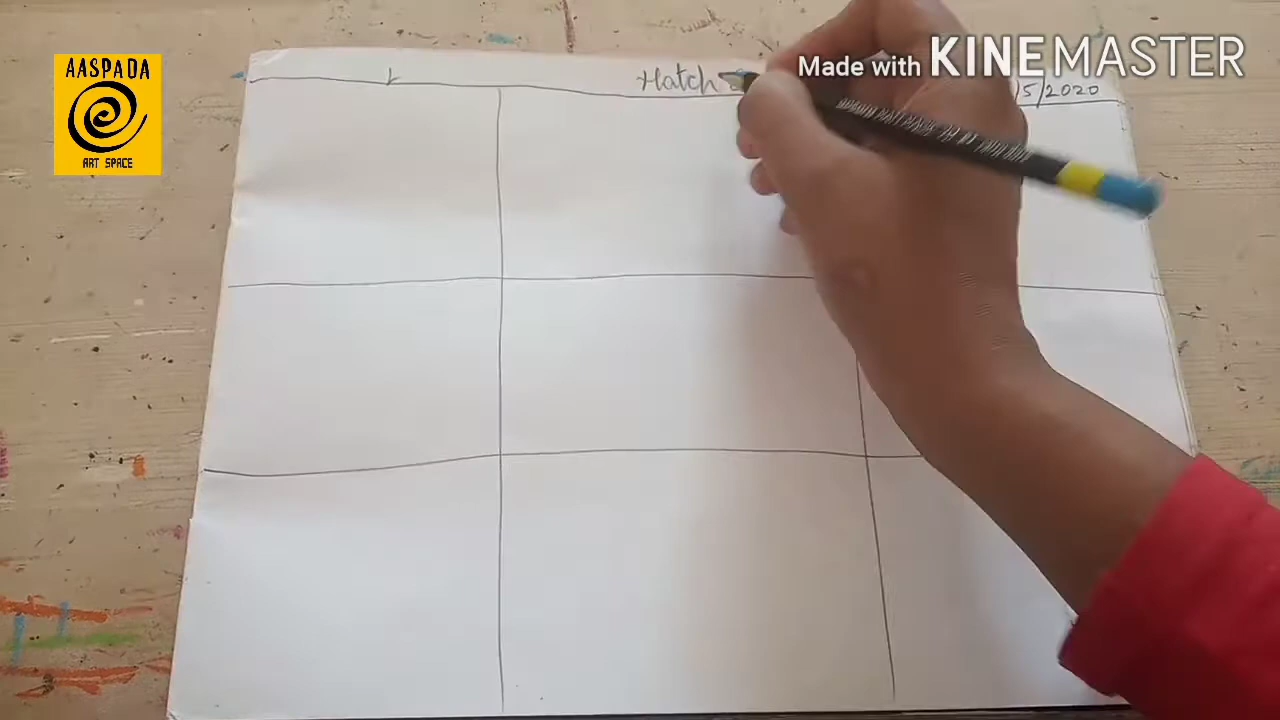 AASPADA
ART SPACE
Made with KINEMASTER
Hatch
/5/2020